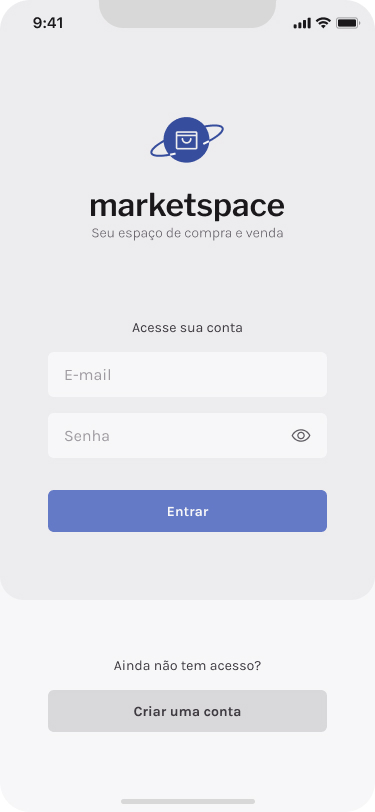 9:41
marketspace
Seu espaço de compra e venda
Acesse sua conta
E-mail
Senha
Entrar
Ainda não tem acesso?
Criar uma conta